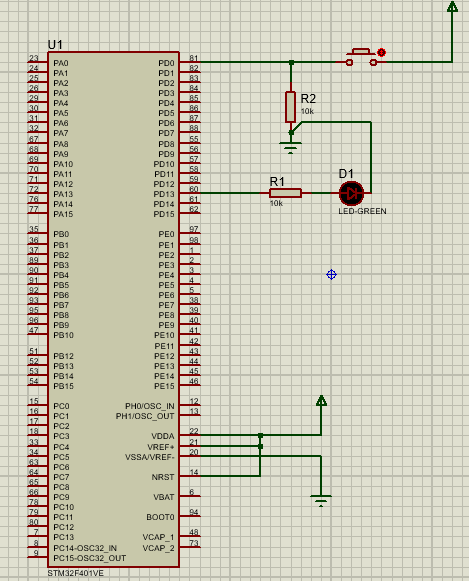 U1
23 PA0 PD0 81
24 PA1 PD1 82
25 PA2 PD2 83
26 PA3 PD3 84
29 PA4 PD4 85
30 PA5 PD5 86
31 PA6 PD6 87
32 PA7 PD7 88
67 PA8 PD8 55
68 PA9 PD9 56
69 PA10 PD10 57
70 PA11 PD11 58
71 PA12 PD12 59
72 PA13 PD13 60
76 PA14 PD14 61
77 PA15 PD15 62
35 PB0 PE0 97
36 PB1 PE1 98
37 PB2 PE2 1
89 PB3 PE3 2
90 PB4 PE4 3
91 PB5 PE5 4
92 PB6 PE6 5
93 PB7 PE7 38
95 PB8 PE8 39
96 PB9 PE9 40
47 PB10 PE10 41
PE11 42
51 PB12 PE12 43
52 PB13 PE13 44
53 PB14 PE14 45
54 PB15 PE15 46
15 PC0 PH0/OSC_IN 12
16 PC1 PH1/OSC_OUT 13
17 PC2
18 PC3 VDDA 22
33 PC4 VREF+ 21
34 PC5 VSSA/VREF- 20
63 PC6
64 PC7 NRST 14
65 PC8
66 PC9 VBAT 6
78 PC10
79 PC11 BOOT0 94
80 PC12
7 PC13 VCAP_1 48
8 PC14-OSC32_IN VCAP_2 73
9 PC15-OSC32_OUT
STM32F401VE
R2
10k
R1
10k
D1
LED-GREEN